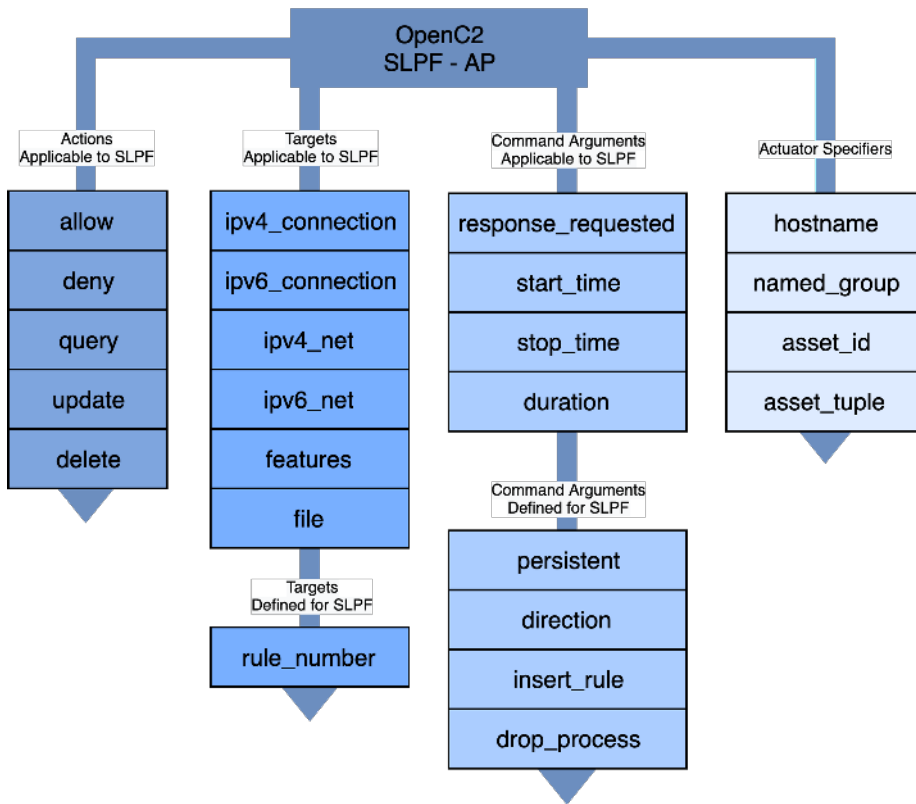 OpenC2
SLPF - AP
Actions
Applicable to SLPF
allow
deny
query
update
delete
Targets
Applicable to SLPF
ipv4_connection
ipv6_connection
ipv4_net
ipv6_net
features
file
Targets
Defined for SLPF
rule_number
Command Arguments
Applicable to SLPF
response_requested
start_time
stop_time
duration
Command Arguments
Defined for SLPF
persistent
direction
insert_rule
drop_process
Actuator Specifiers
hostname
named_group
asset_id
asset_tuple